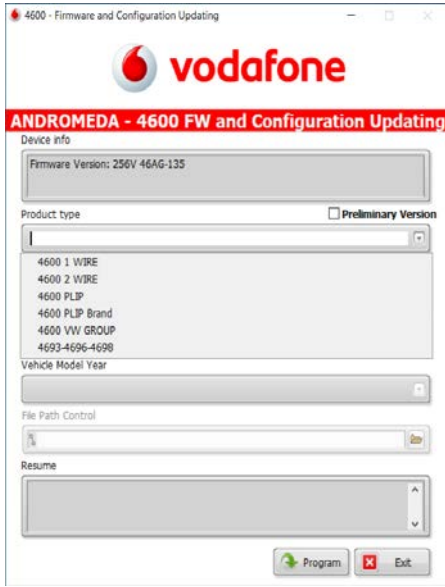 4600 - Firmware and Configuration Updating
vodafone
ANDROMEDA - 4600 FW and Configuration Updating
Device info
Firmware Version: 256V 46AG-135
Product type
Preliminary Version
4600 1 WIRE
4600 2 WIRE
4600 PLIP
4600 PLIP Brand
4600 VW GROUP
4693-4696-4698
Vehicle Model Year
File Path Control
Resume
Program
Exit